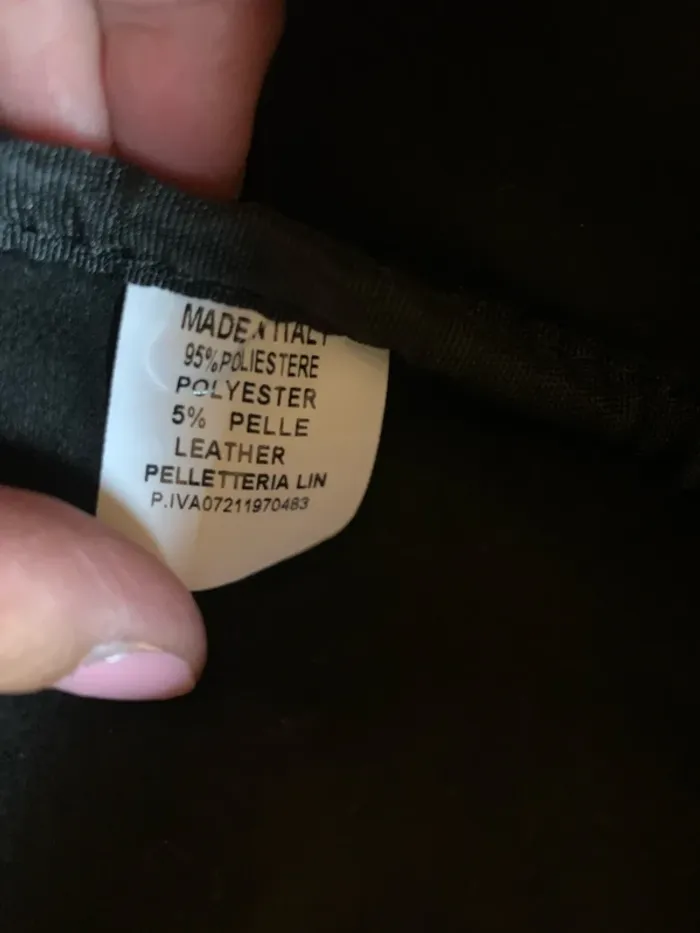 MADE IN ITALY
95%POLIESTERE
POLYESTER
5% PELLE
LEATHER
PELLETTERIA LIN
P.IVA07211970483